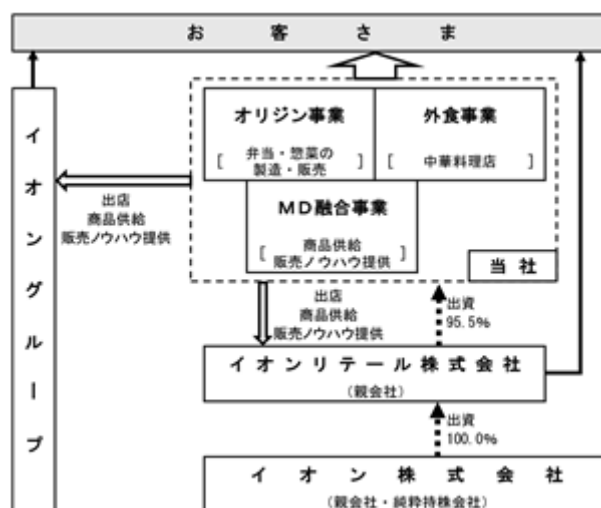 お客さま
イオングループ
オリジン事業
[ 弁当・惣菜の
製造・販売 ]
外食事業
[ 中華料理店 ]
MD融合事業
[ 商品供給
販売ノウハウ提供 ]
当社
出店
商品供給
販売ノウハウ提供
出店
商品供給
販売ノウハウ提供
出資
95.5%
イオンリテール株式会社
(親会社)
出資
100.0%
イオン株式会社
(親会社・純粋持株会社)